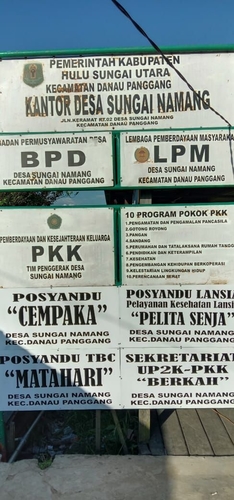 PEMERINTAH KABUPATEN
HULU SUNGAI UTARA
KECAMATAN DANAU PANGGANG
KANTOR DESA SUNGAI NAMANG
JLN.KERAMAT RT.02 DESA SUNGAI NAMANG
KECAMATAN DANAU PANGGANG
BADAN PERMUSYAWARATAN DESA
BPD
DESA SUNGAI NAMANG
KECAMATAN DANAU PANGGANG
LEMBAGA PEMBERDAYAAN MASYARAKAT
LPM
DESA SUNGAI NAMANG
KECAMATAN DANAU PANGGANG
PEMBERDAYAAN DAN KESEJAHTERAAN KELUARGA
PKK
TIM PENGGERAK DESA
SUNGAI NAMANG
10 PROGRAM POKOK PKK
1.PENGAMATAN DAN PENGAMALAN PANCASILA
2.GOTONG ROYONG
3.PANGAN
4.SANDANG
5.PERUMAHAN DAN TATALAKSANA RUMAH TANGGA
6.PENDIDIKAN DAN KETERAMPILAN
7.KESEHATAN
8.PENGEMBANGAN KEHIDUPAN BERKOPERASI
9.KELESTARIAN LINGKUNGAN HIDUP
10.PERENCANAAN SEHAT
POSYANDU
"CEMPAKA"
DESA SUNGAI NAMANG
KEC.DANAU PANGGANG
POSYANDU LANSIA
Pelayanan Kesehatan Lansia
"PELITA SENJA"
DESA SUNGAI NAMANG
KEC.DANAU PANGGANG
POSYANDU TBC
"MATAHARI"
DESA SUNGAI NAMANG
KEC.DANAU PANGGANG
SEKRETARIAT
UP2K-PKK
"BERKAH"
DESA SUNGAI NAMANG
KEC.DANAU PANGGANG